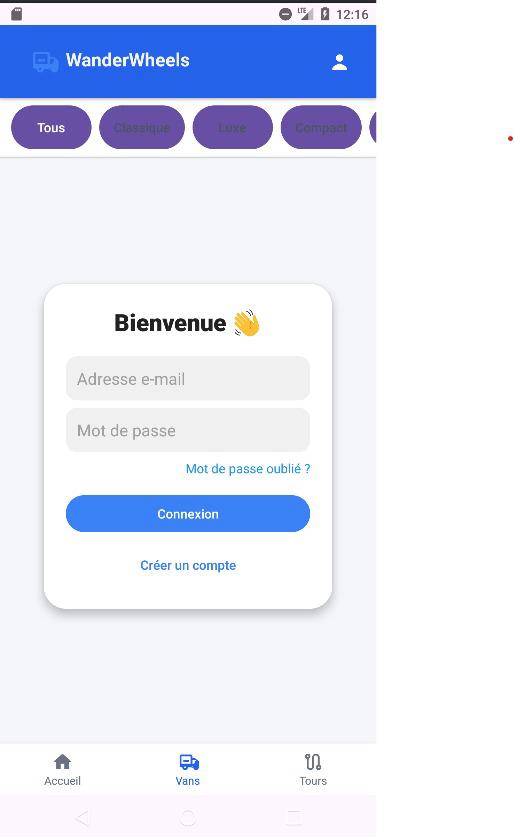 LTE 12:16
WanderWheels
Tous Classique Luxe Compact
Bienvenue 👋
Adresse e-mail
Mot de passe
Mot de passe oublié ?
Connexion
Créer un compte
Accueil Vans Tours